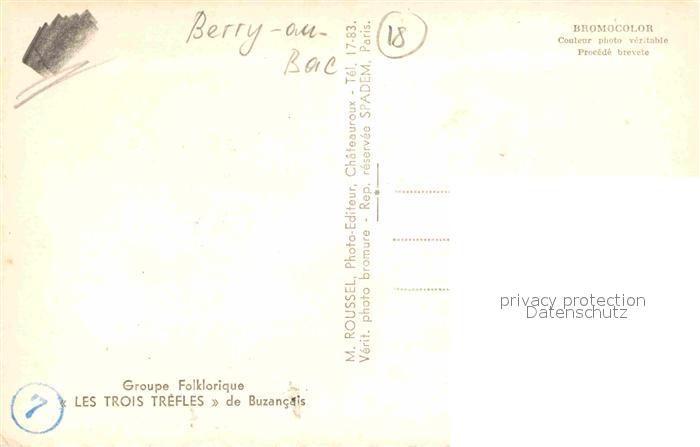 Berry-au-
Bac
18
BROMOCOLOR
Couleur photo véritable
Procédé breveté
M. ROUSSEL, Photo-Editeur, Châteauroux - Tél. 17-83.
Vérit. photo bromure - Rep. réservée SPADEM, Paris.
privacy protection
Datenschutz
Groupe Folklorique
« LES TROIS TRÈFLES » de Buzançais
7